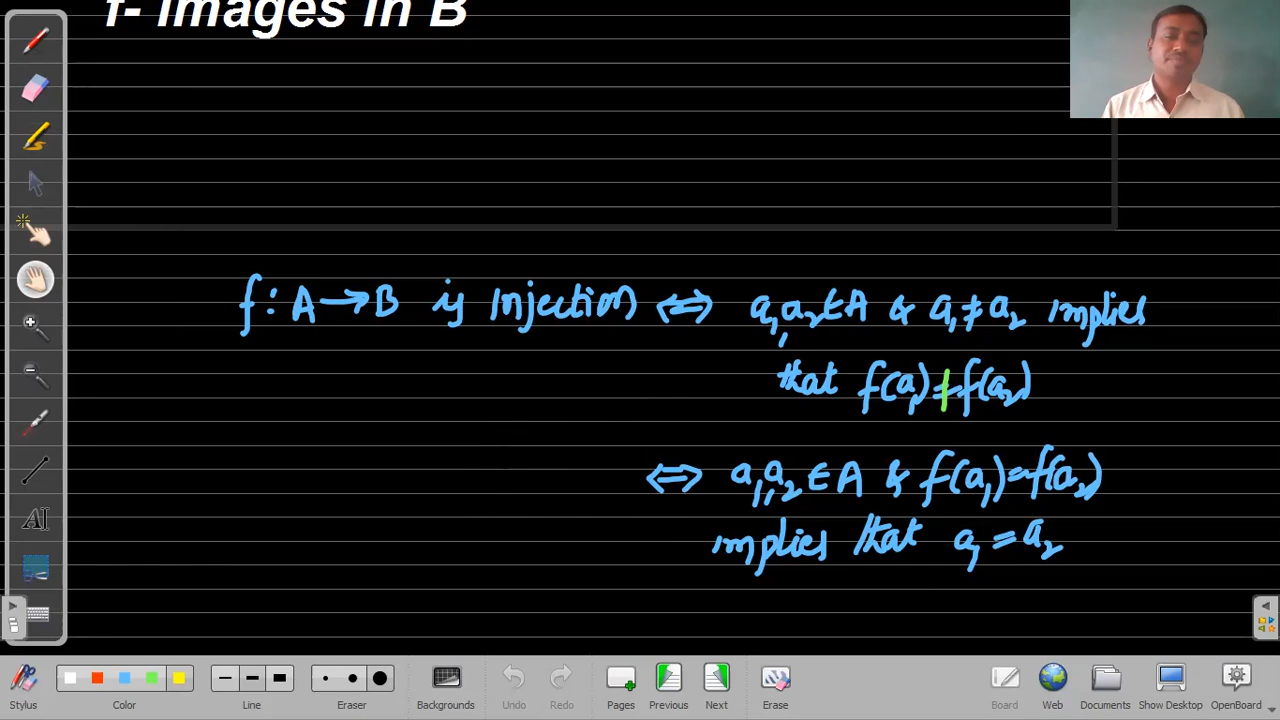 f- images in B
f : A → B is injection ⇔ a₁, a₂ ∈ A & a₁ ≠ a₂ implies
that f(a₁) ≠ f(a₂)
⇔ a₁, a₂ ∈ A & f(a₁) = f(a₂)
implies that a₁ = a₂
Stylus Color Line Eraser Backgrounds Undo Redo Pages Previous Next Erase Board Web Documents Show Desktop OpenBoard